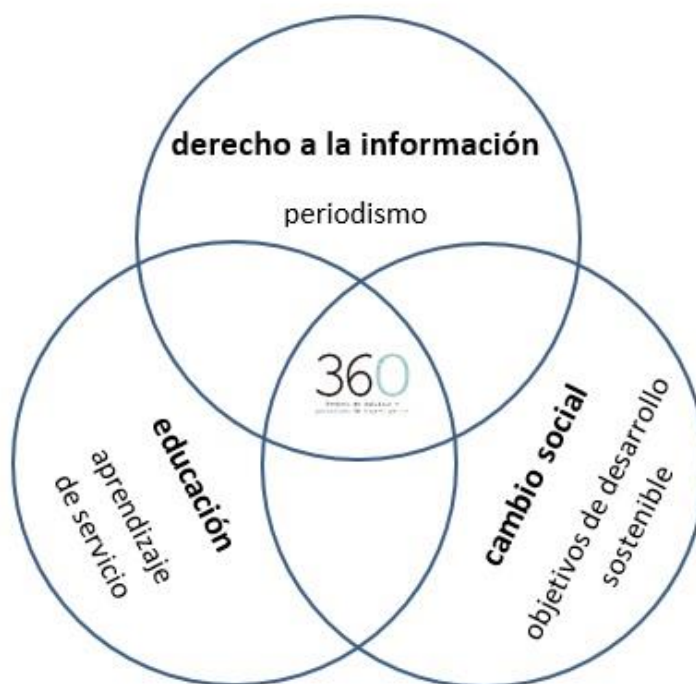 derecho a la información
periodismo
360
educación
aprendizaje
de servicio
cambio social
objetivos de desarrollo
sostenible